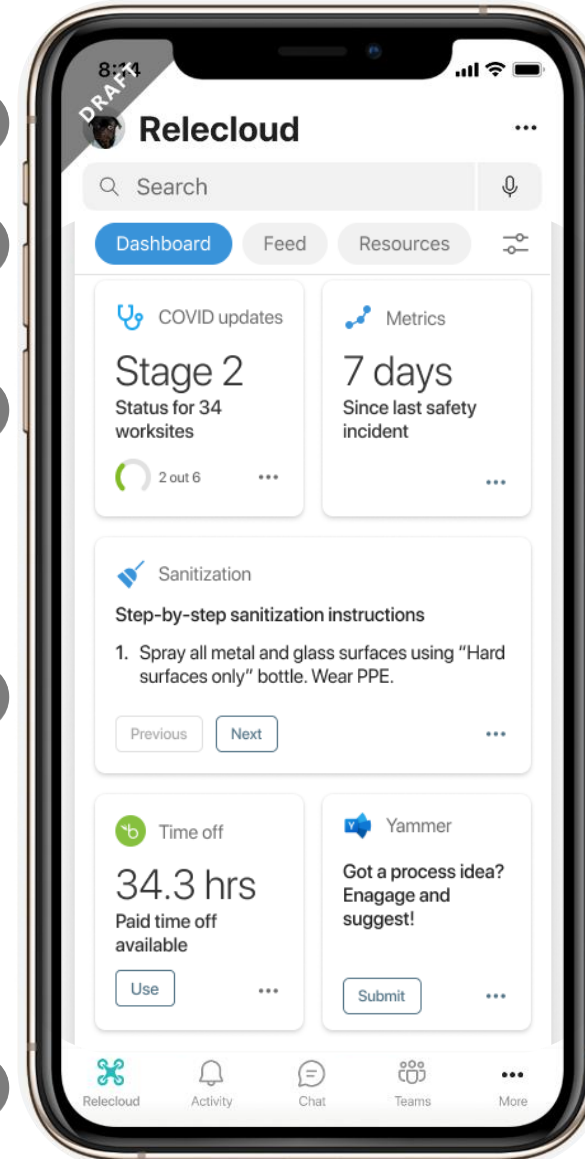 8:14
DRAFT
Relecloud
Search
Dashboard Feed Resources
COVID updates
Stage 2
Status for 34
worksites
2 out 6
Metrics
7 days
Since last safety
incident
Sanitization
Step-by-step sanitization instructions
1. Spray all metal and glass surfaces using “Hard
surfaces only” bottle. Wear PPE.
Previous Next
Time off
34.3 hrs
Paid time off
available
Use
Yammer
Got a process idea?
Enagage and
suggest!
Submit
Relecloud Activity Chat Teams More